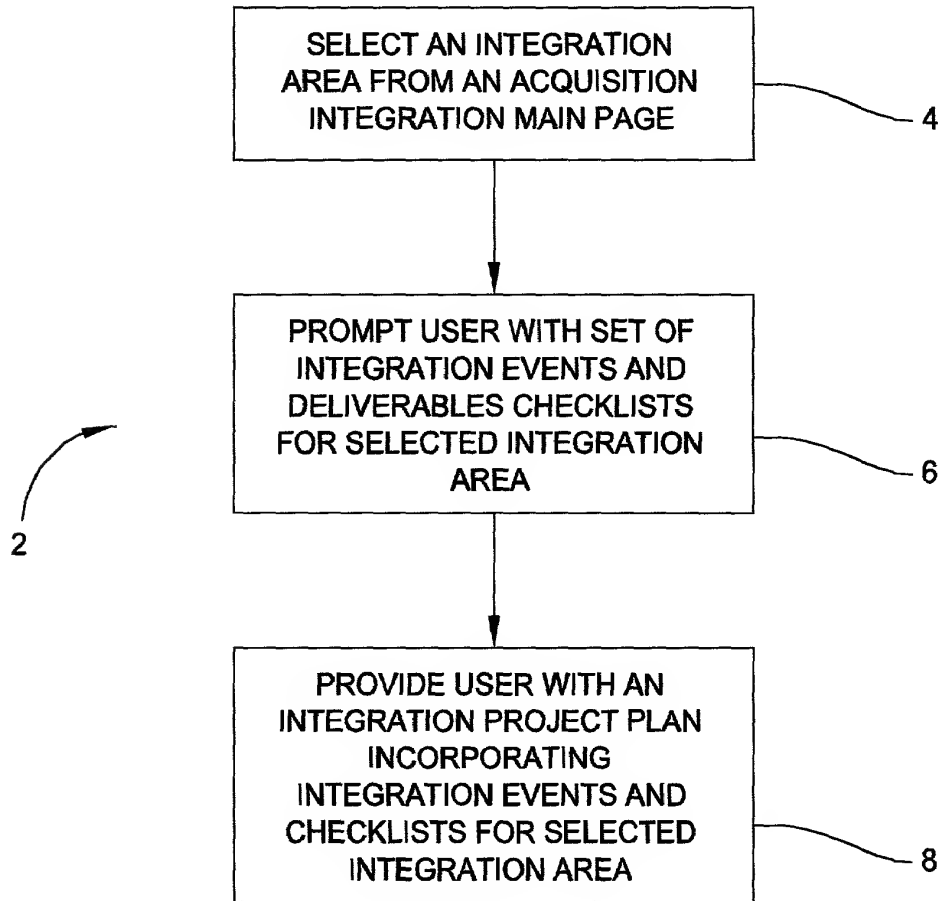 SELECT AN INTEGRATION
AREA FROM AN ACQUISITION
INTEGRATION MAIN PAGE
4
PROMPT USER WITH SET OF
INTEGRATION EVENTS AND
DELIVERABLES CHECKLISTS
FOR SELECTED INTEGRATION
AREA
6
2
PROVIDE USER WITH AN
INTEGRATION PROJECT PLAN
INCORPORATING
INTEGRATION EVENTS AND
CHECKLISTS FOR SELECTED
INTEGRATION AREA
8